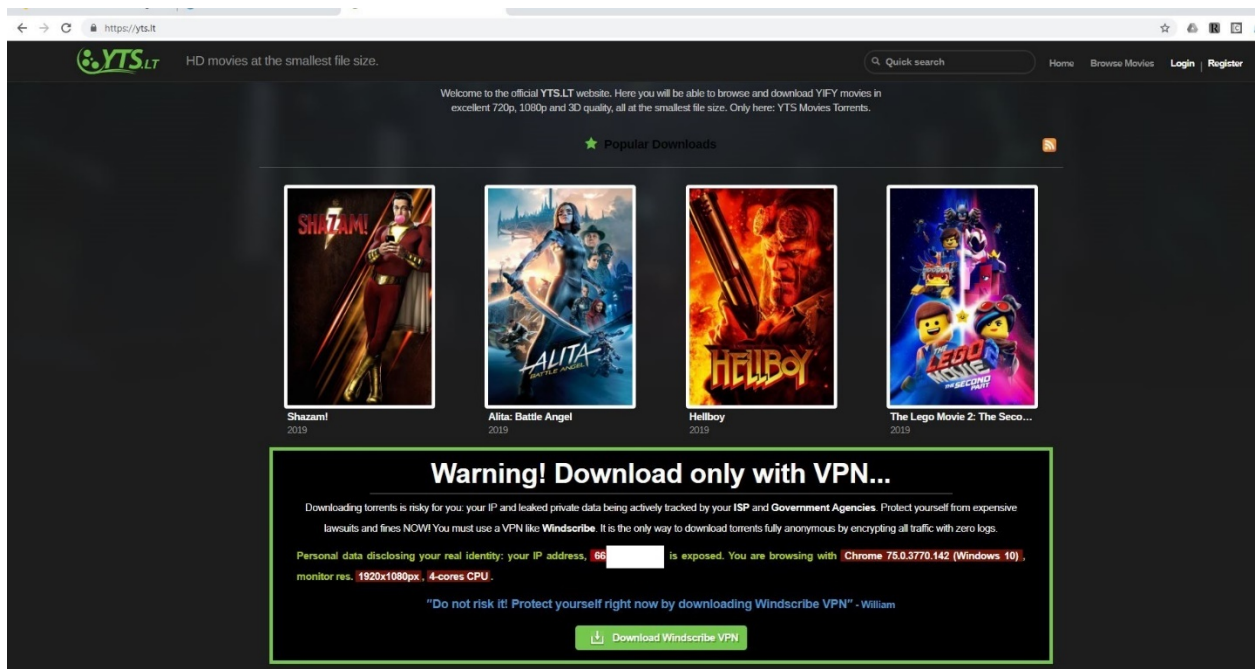 https://yts.lt
YTS.LT
HD movies at the smallest file size.
Quick search
Home
Browse Movies
Login | Register
Welcome to the official YTS.LT website. Here you will be able to browse and download YIFY movies in
excellent 720p, 1080p and 3D quality, all at the smallest file size. Only here: YTS Movies Torrents.
Popular Downloads
SHAZAM!
ALITA
BATTLE ANGEL
HELLBOY
THE
LEGO
MOVIE
THE SECOND
PART
Shazam!
2019
Alita: Battle Angel
2019
Hellboy
2019
The Lego Movie 2: The Seco...
2019
Warning! Download only with VPN...
Downloading torrents is risky for you: your IP and leaked private data being actively tracked by your ISP and Government Agencies. Protect yourself from expensive
lawsuits and fines NOW! You must use a VPN like Windscribe. It is the only way to download torrents fully anonymous by encrypting all traffic with zero logs.
Personal data disclosing your real identity: your IP address, 66 is exposed. You are browsing with Chrome 75.0.3770.142 (Windows 10) ,
monitor res. 1920x1080px , 4-cores CPU .
"Do not risk it! Protect yourself right now by downloading Windscribe VPN" - William
Download Windscribe VPN